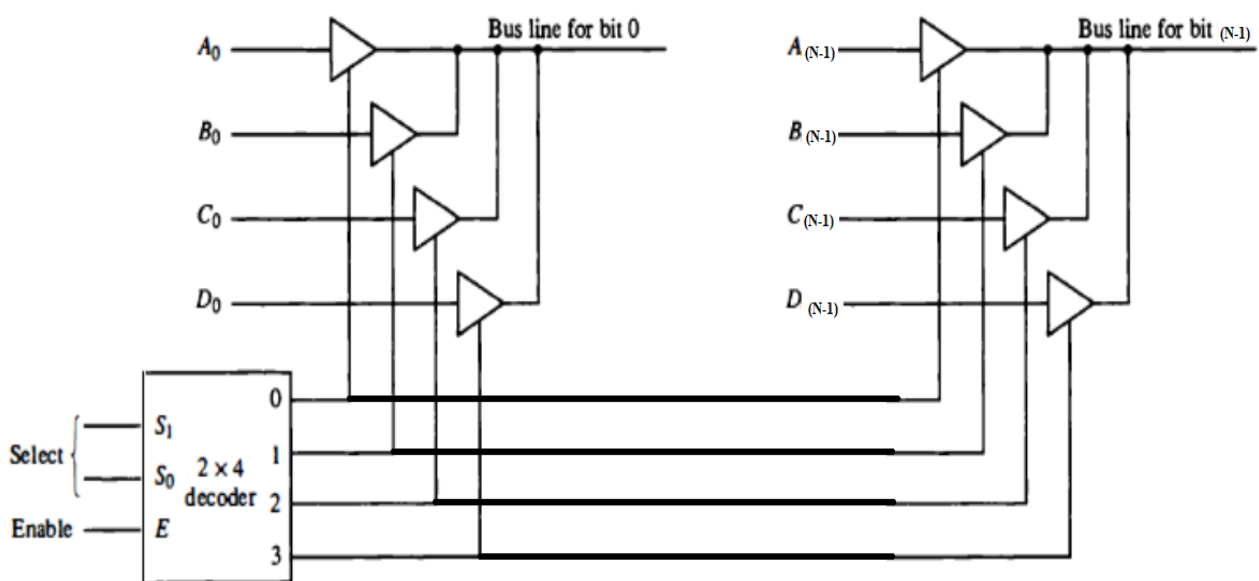 A0 Bus line for bit 0 A(N-1) Bus line for bit (N-1)
B0 B(N-1)
C0 C(N-1)
D0 D(N-1)
0
S1
Select 1
S0 2 × 4
decoder 2
Enable E
3